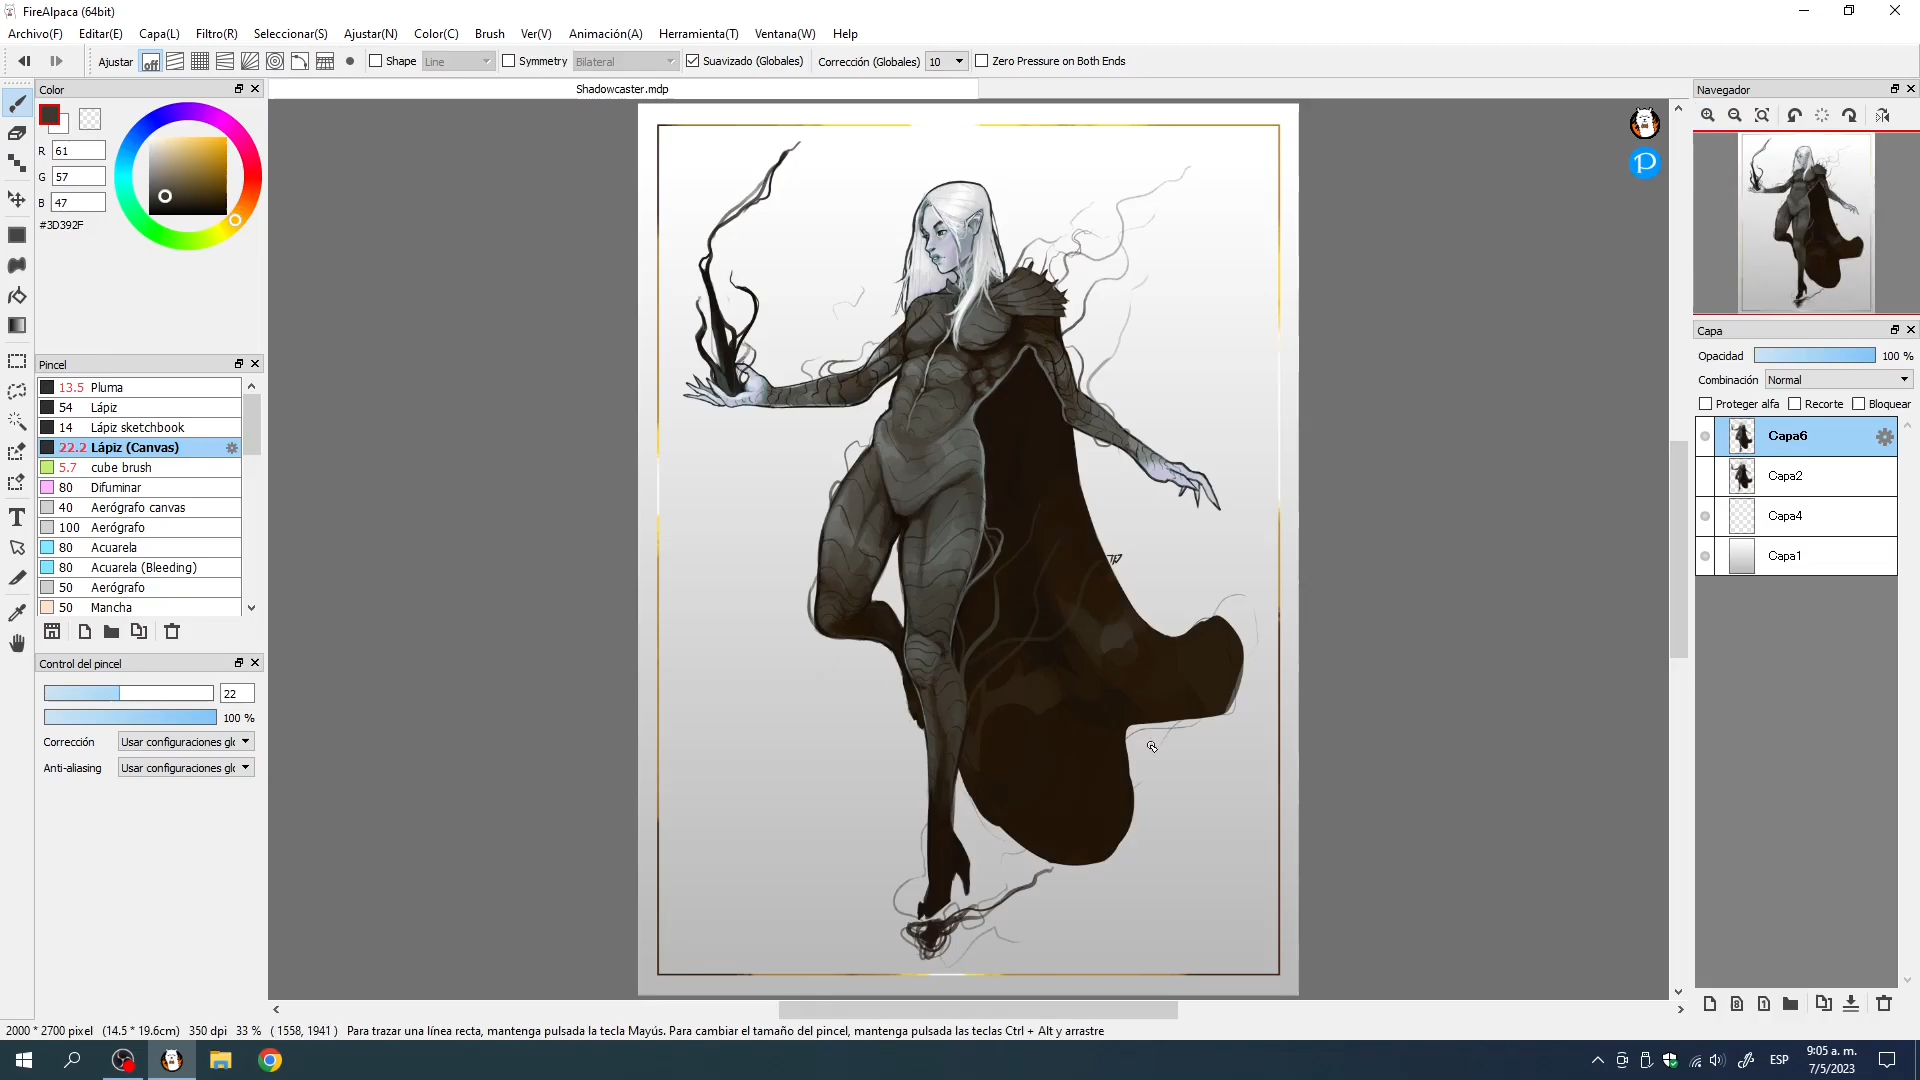 FireAlpaca (64bit)
Archivo(F) Editar(E) Capa(L) Filtro(R) Seleccionar(S) Ajustar(N) Color(C) Brush Ver(V) Animación(A) Herramienta(T) Ventana(W) Help
Ajustar off Shape Line Symmetry Bilateral Suavizado (Globales) Corrección (Globales) 10 Zero Pressure on Both Ends
Color
Shadowcaster.mdp
Navegador
R 61
G 57
B 47
#3D392F
Capa
Opacidad 100 %
Combinación Normal
Proteger alfa Recorte Bloquear
Capa6
Capa2
Capa4
Capa1
Pincel
13.5 Pluma
54 Lápiz
14 Lápiz sketchbook
22.2 Lápiz (Canvas)
5.7 cube brush
80 Difuminar
40 Aerógrafo canvas
100 Aerógrafo
80 Acuarela
80 Acuarela (Bleeding)
50 Aerógrafo
50 Mancha
Control del pincel
22
100 %
Corrección Usar configuraciones glo
Anti-aliasing Usar configuraciones glo
2000 * 2700 pixel (14.5 * 19.6cm) 350 dpi 33 % ( 1558, 1941 ) Para trazar una línea recta, mantenga pulsada la tecla Mayús. Para cambiar el tamaño del pincel, mantenga pulsada las teclas Ctrl + Alt y arrastre
ESP
9:05 a. m.
7/5/2023